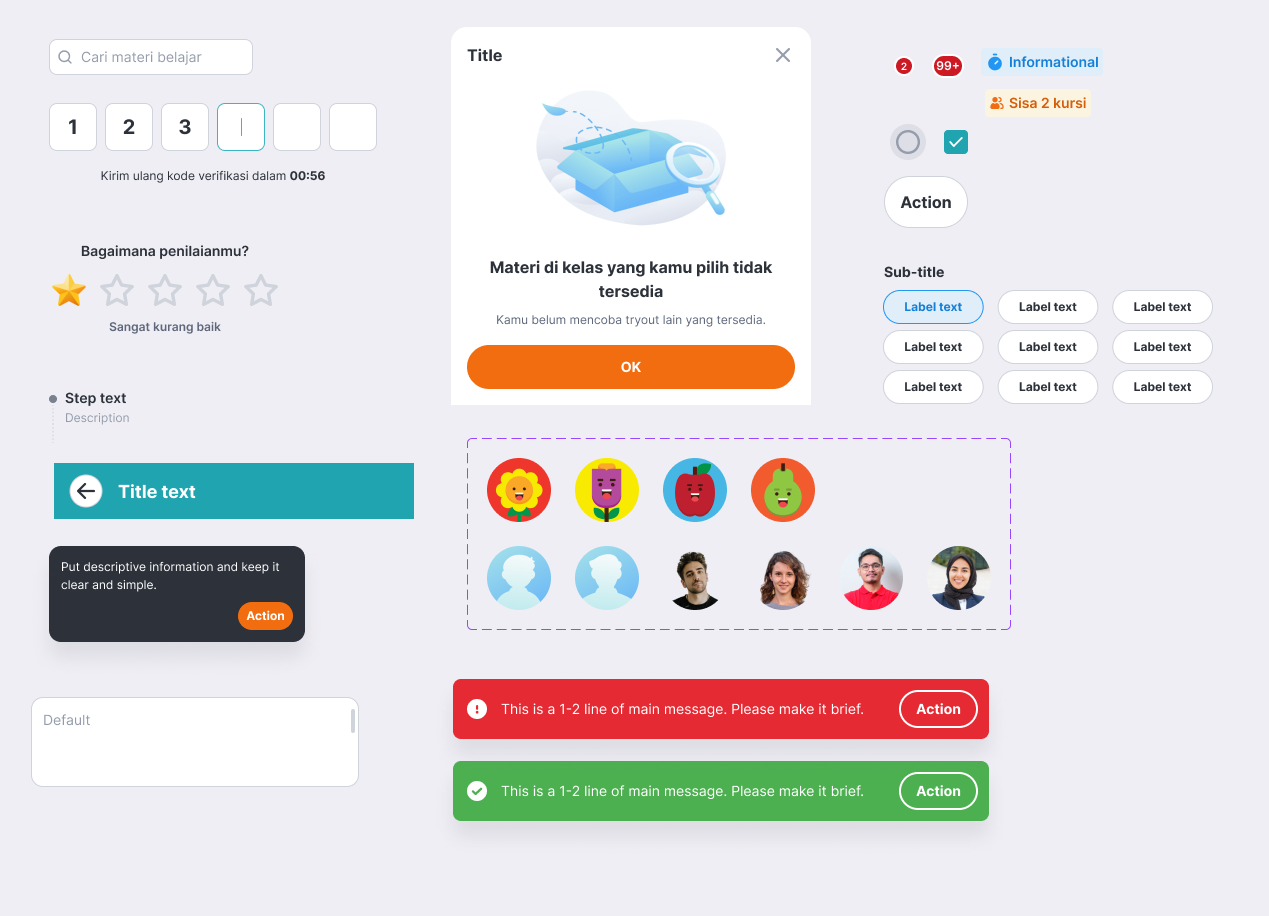 Cari materi belajar
1 2 3
Kirim ulang kode verifikasi dalam 00:56
Bagaimana penilaianmu?
Sangat kurang baik
Step text
Description
Title text
Put descriptive information and keep it
clear and simple.
Action
Default
Title
Materi di kelas yang kamu pilih tidak
tersedia
Kamu belum mencoba tryout lain yang tersedia.
OK
2
99+
Informational
Sisa 2 kursi
Action
Sub-title
Label text Label text Label text
Label text Label text Label text
Label text Label text Label text
This is a 1-2 line of main message. Please make it brief.
Action
This is a 1-2 line of main message. Please make it brief.
Action